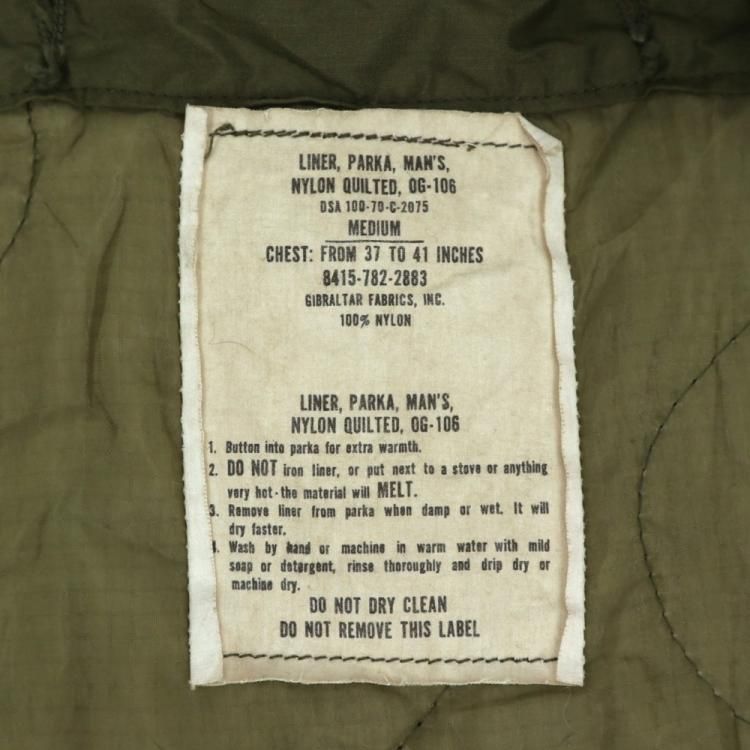 LINER, PARKA, MAN'S,
NYLON QUILTED, OG-106
DSA 100-70-C-2075
MEDIUM
CHEST: FROM 37 TO 41 INCHES
8415-782-2883
GIBRALTAR FABRICS, INC.
100% NYLON
LINER, PARKA, MAN'S,
NYLON QUILTED, OG-106
1. Button into parka for extra warmth.
2. DO NOT iron liner, or put next to a stove or anything
very hot-the material will MELT.
3. Remove liner from parka when damp or wet. It will
dry faster.
4. Wash by hand or machine in warm water with mild
soap or detergent, rinse thoroughly and drip dry or
machine dry.
DO NOT DRY CLEAN
DO NOT REMOVE THIS LABEL